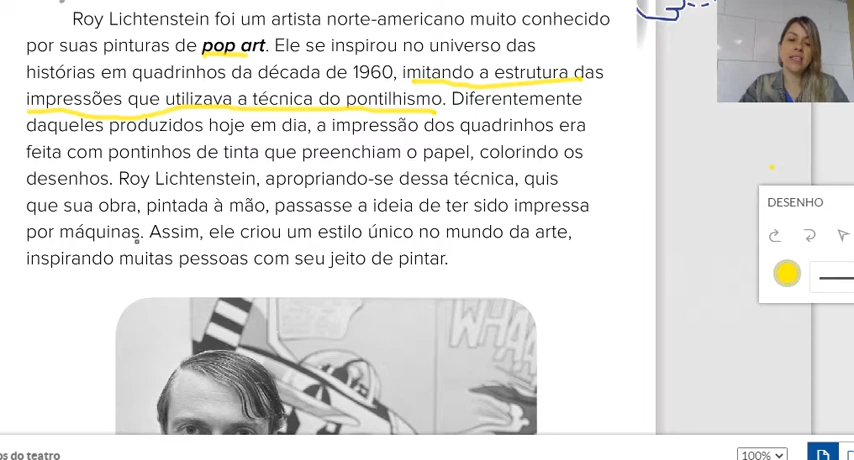 Roy Lichtenstein foi um artista norte-americano muito conhecido
por suas pinturas de pop art. Ele se inspirou no universo das
histórias em quadrinhos da década de 1960, imitando a estrutura das
impressões que utilizava a técnica do pontilhismo. Diferentemente
daqueles produzidos hoje em dia, a impressão dos quadrinhos era
feita com pontinhos de tinta que preenchiam o papel, colorindo os
desenhos. Roy Lichtenstein, apropriando-se dessa técnica, quis
que sua obra, pintada à mão, passasse a ideia de ter sido impressa
por máquinas. Assim, ele criou um estilo único no mundo da arte,
inspirando muitas pessoas com seu jeito de pintar.
DESENHO
WHAA
os do teatro
100%